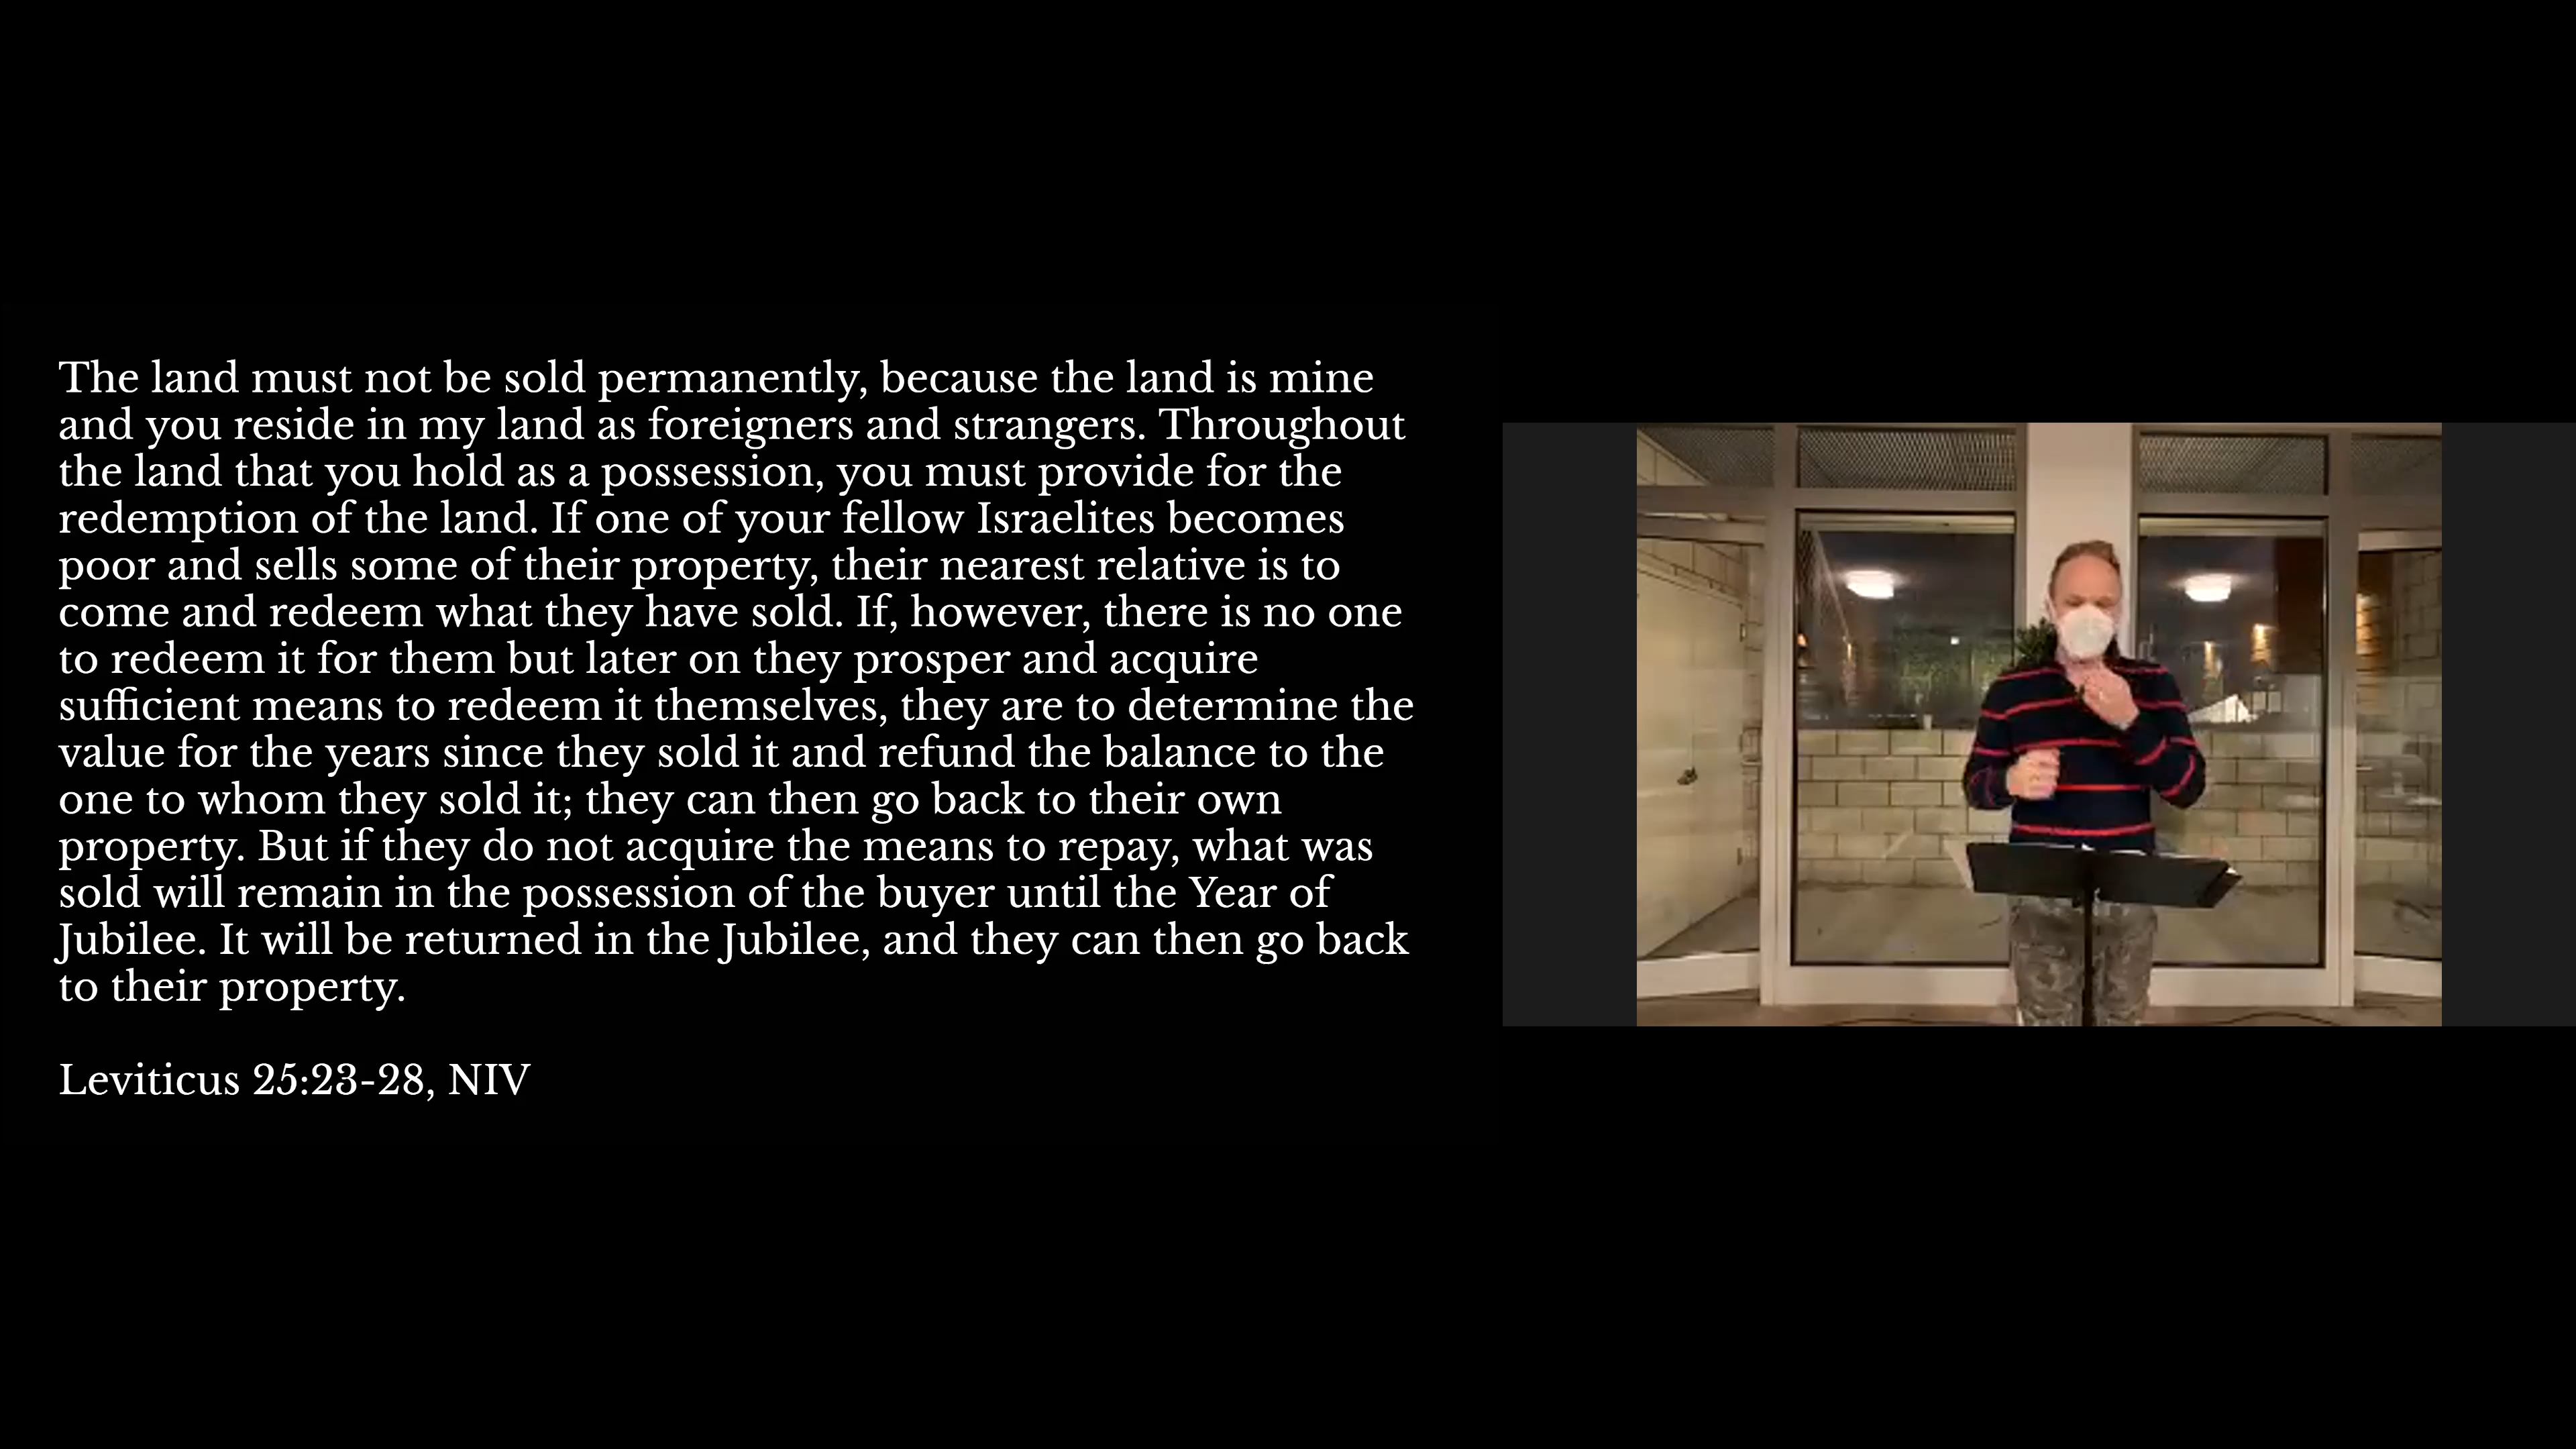 The land must not be sold permanently, because the land is mine
and you reside in my land as foreigners and strangers. Throughout
the land that you hold as a possession, you must provide for the
redemption of the land. If one of your fellow Israelites becomes
poor and sells some of their property, their nearest relative is to
come and redeem what they have sold. If, however, there is no one
to redeem it for them but later on they prosper and acquire
sufficient means to redeem it themselves, they are to determine the
value for the years since they sold it and refund the balance to the
one to whom they sold it; they can then go back to their own
property. But if they do not acquire the means to repay, what was
sold will remain in the possession of the buyer until the Year of
Jubilee. It will be returned in the Jubilee, and they can then go back
to their property.
Leviticus 25:23-28, NIV